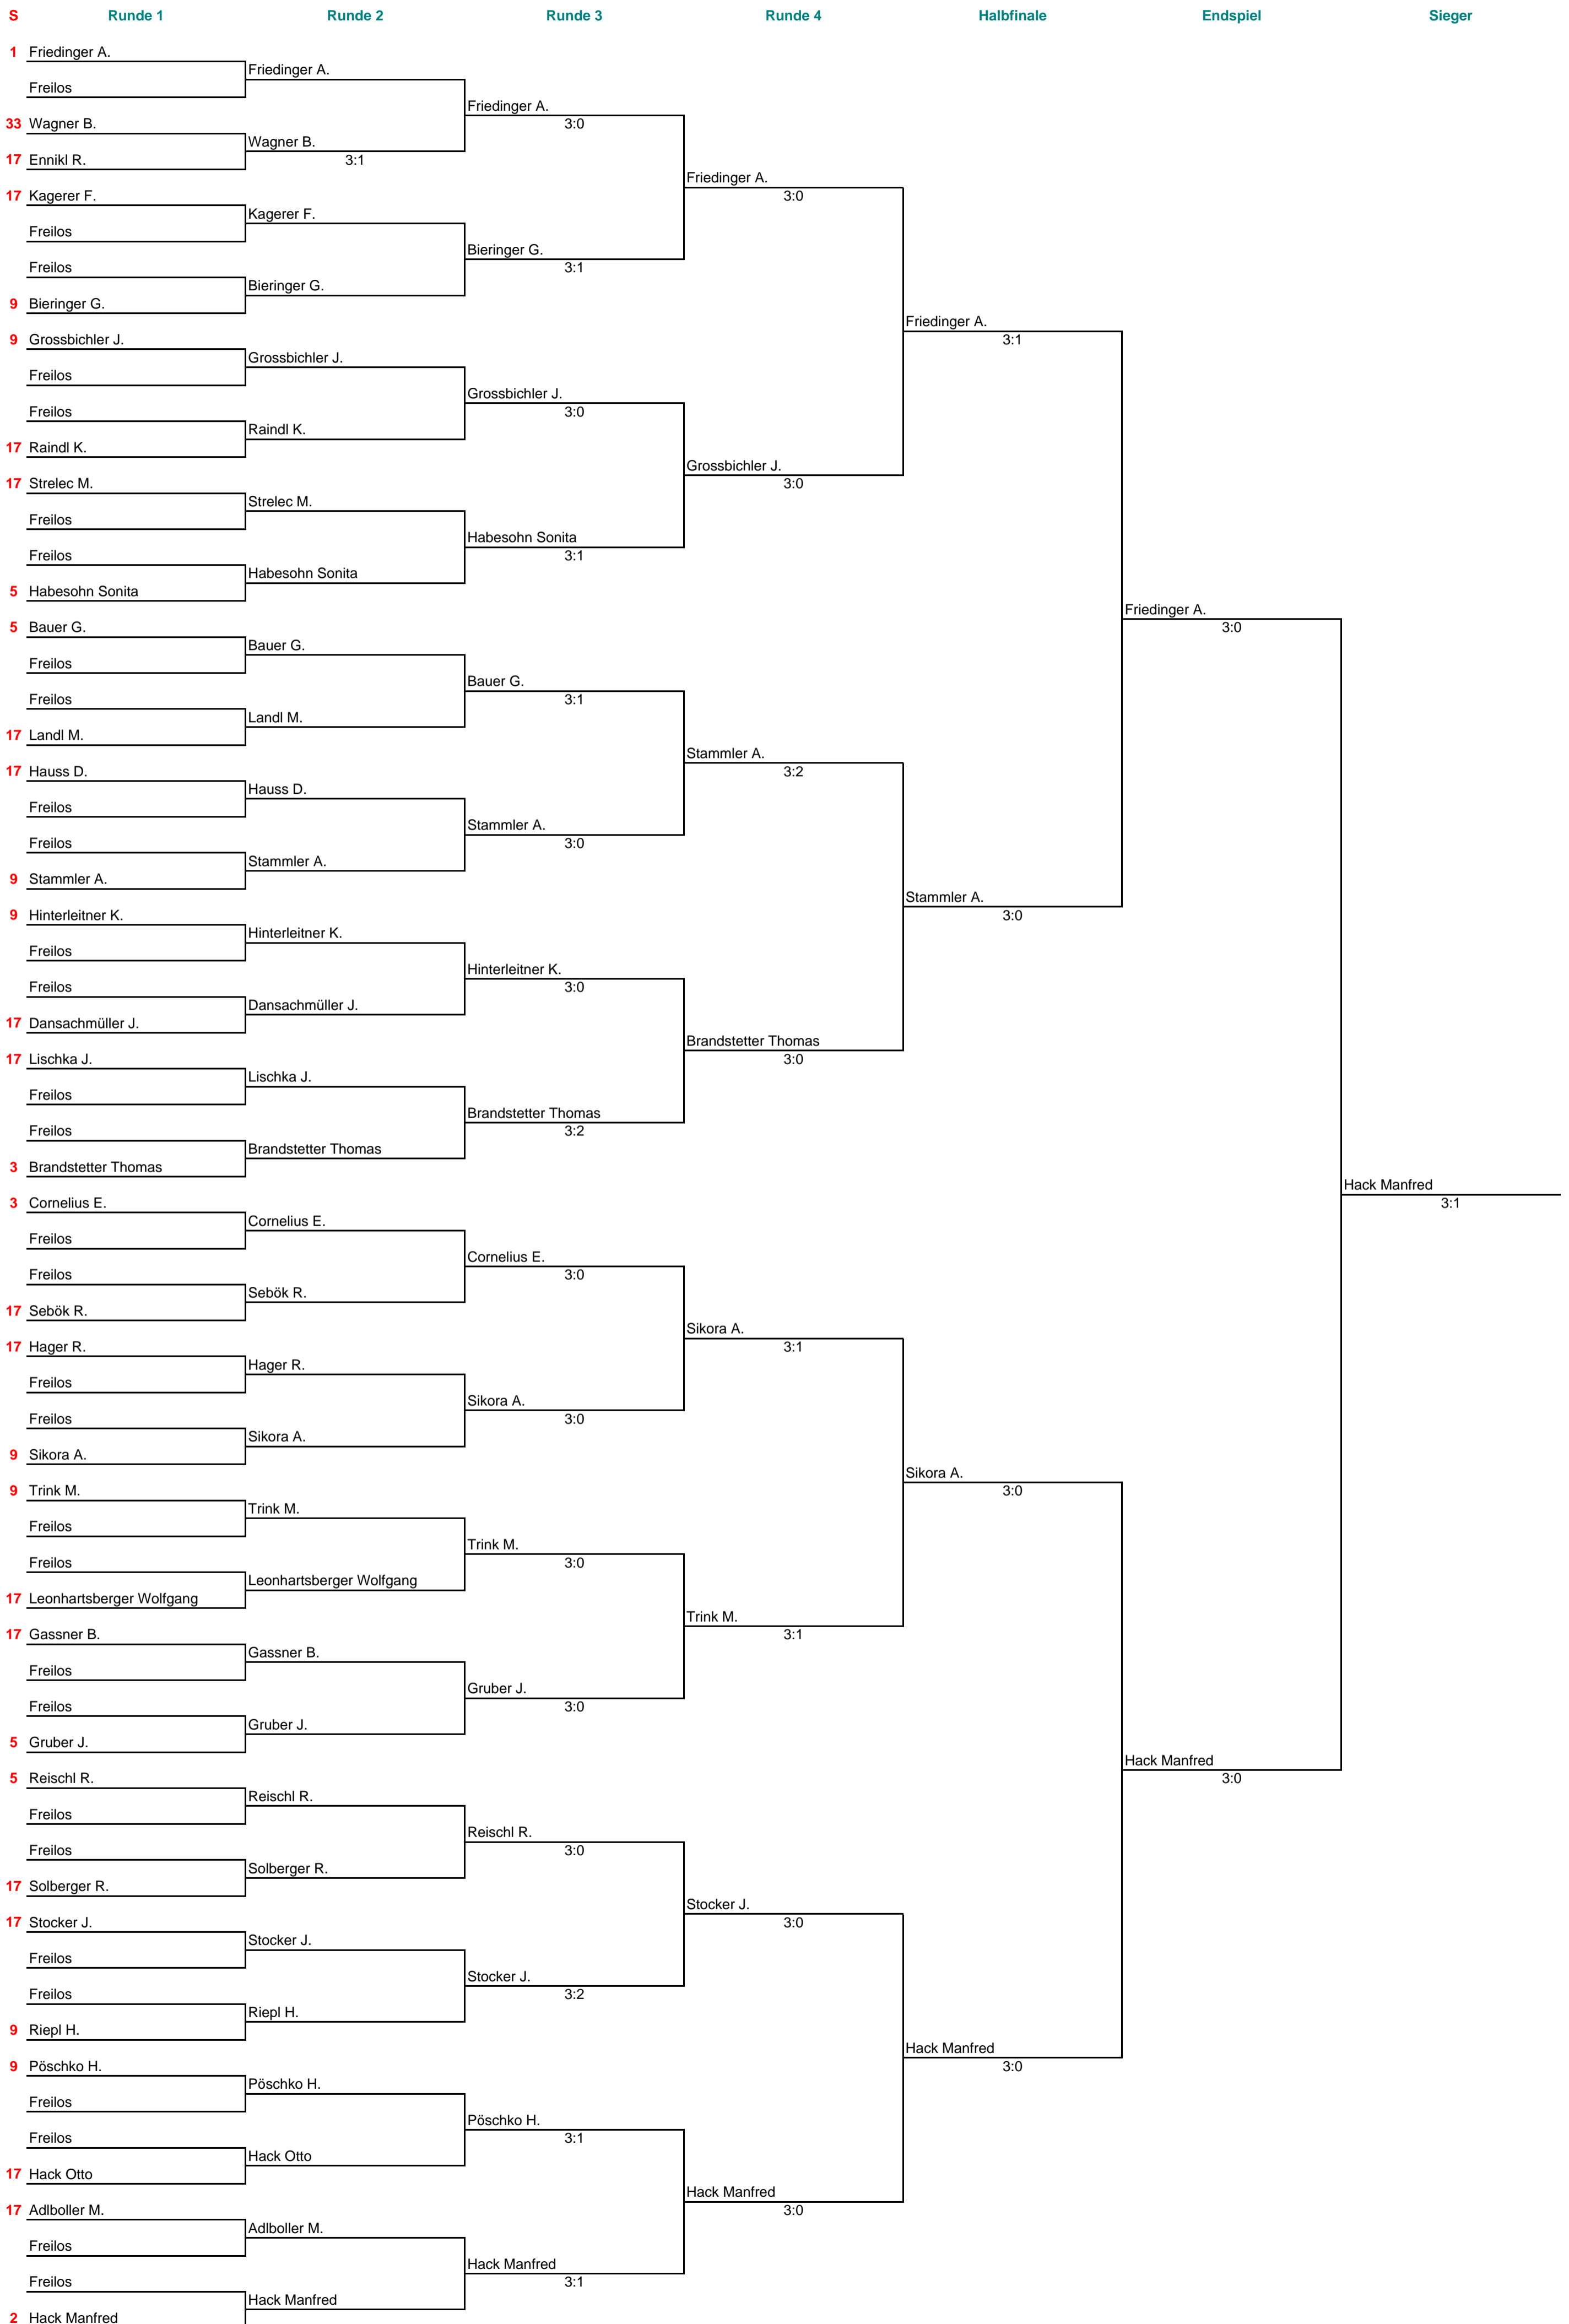 S Runde 1 Runde 2 Runde 3 Runde 4 Halbfinale Endspiel Sieger
1 Friedinger A.
Friedinger A.
Freilos
Friedinger A.
3:0
33 Wagner B.
Wagner B.
3:1
17 Ennikl R.
Friedinger A.
3:0
17 Kagerer F.
Kagerer F.
Freilos
Bieringer G.
3:1
Freilos
Bieringer G.
9 Bieringer G.
Friedinger A.
3:1
9 Grossbichler J.
Grossbichler J.
Freilos
Grossbichler J.
3:0
Freilos
Raindl K.
17 Raindl K.
Grossbichler J.
3:0
17 Strelec M.
Strelec M.
Freilos
Habesohn Sonita
3:1
Freilos
Habesohn Sonita
5 Habesohn Sonita
Friedinger A.
3:0
5 Bauer G.
Bauer G.
Freilos
Bauer G.
3:1
Freilos
Landl M.
17 Landl M.
Stammler A.
3:2
17 Hauss D.
Hauss D.
Freilos
Stammler A.
3:0
Freilos
Stammler A.
9 Stammler A.
Stammler A.
3:0
9 Hinterleitner K.
Hinterleitner K.
Freilos
Hinterleitner K.
3:0
Freilos
Dansachmüller J.
17 Dansachmüller J.
Brandstetter Thomas
3:0
17 Lischka J.
Lischka J.
Freilos
Brandstetter Thomas
3:2
Freilos
Brandstetter Thomas
3 Brandstetter Thomas
Hack Manfred
3:1
3 Cornelius E.
Cornelius E.
Freilos
Cornelius E.
3:0
Freilos
Sebök R.
17 Sebök R.
Sikora A.
3:1
17 Hager R.
Hager R.
Freilos
Sikora A.
3:0
Freilos
Sikora A.
9 Sikora A.
Sikora A.
3:0
9 Trink M.
Trink M.
Freilos
Trink M.
3:0
Freilos
Leonhartsberger Wolfgang
17 Leonhartsberger Wolfgang
Trink M.
3:1
17 Gassner B.
Gassner B.
Freilos
Gruber J.
3:0
Freilos
Gruber J.
5 Gruber J.
Hack Manfred
3:0
5 Reischl R.
Reischl R.
Freilos
Reischl R.
3:0
Freilos
Solberger R.
17 Solberger R.
Stocker J.
3:0
17 Stocker J.
Stocker J.
Freilos
Stocker J.
3:2
Freilos
Riepl H.
9 Riepl H.
Hack Manfred
3:0
9 Pöschko H.
Pöschko H.
Freilos
Pöschko H.
3:1
Freilos
Hack Otto
17 Hack Otto
Hack Manfred
3:0
17 Adlboller M.
Adlboller M.
Freilos
Hack Manfred
3:1
Freilos
Hack Manfred
2 Hack Manfred